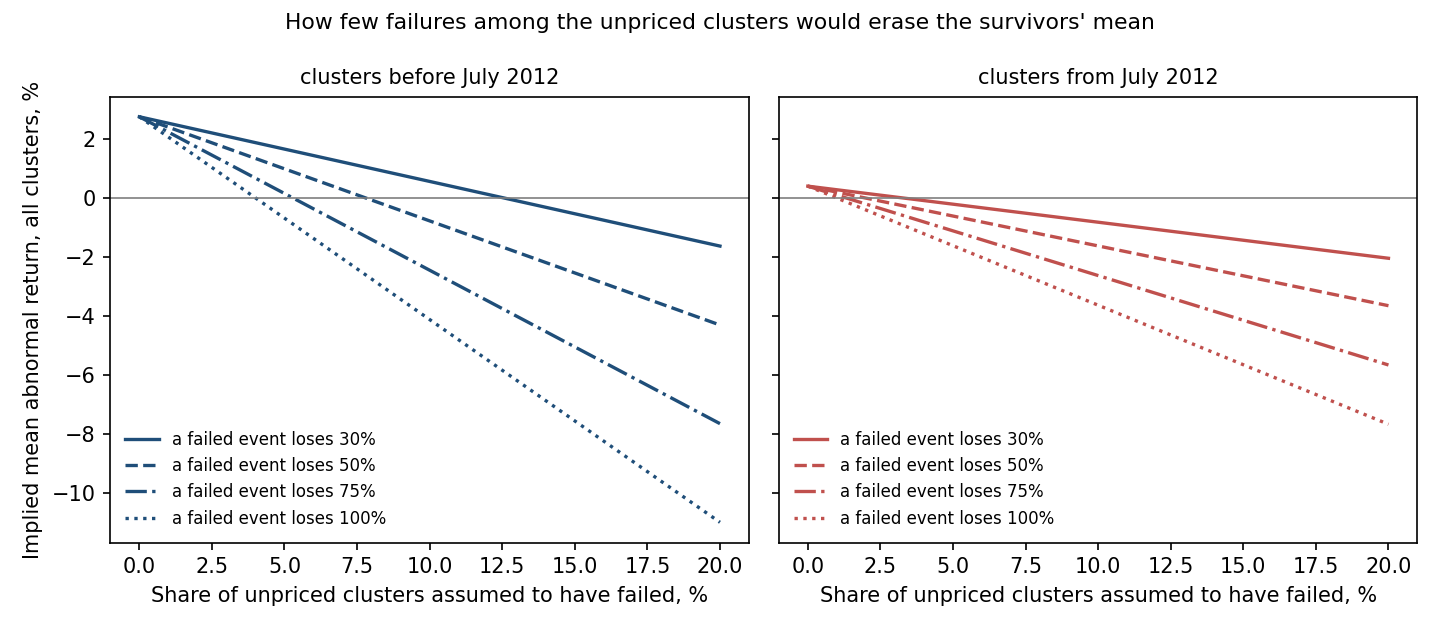 How few failures among the unpriced clusters would erase the survivors' mean
clusters before July 2012
Implied mean abnormal return, all clusters, %
2
0
−2
−4
−6
−8
−10
a failed event loses 30%
a failed event loses 50%
a failed event loses 75%
a failed event loses 100%
0.0 2.5 5.0 7.5 10.0 12.5 15.0 17.5 20.0
Share of unpriced clusters assumed to have failed, %
clusters from July 2012
a failed event loses 30%
a failed event loses 50%
a failed event loses 75%
a failed event loses 100%
0.0 2.5 5.0 7.5 10.0 12.5 15.0 17.5 20.0
Share of unpriced clusters assumed to have failed, %